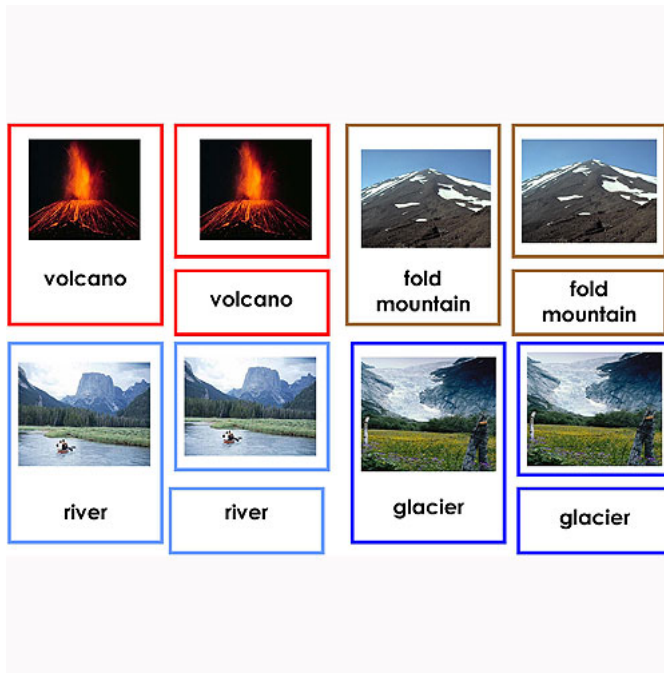 volcano
volcano
fold
mountain
fold
mountain
river
river
glacier
glacier